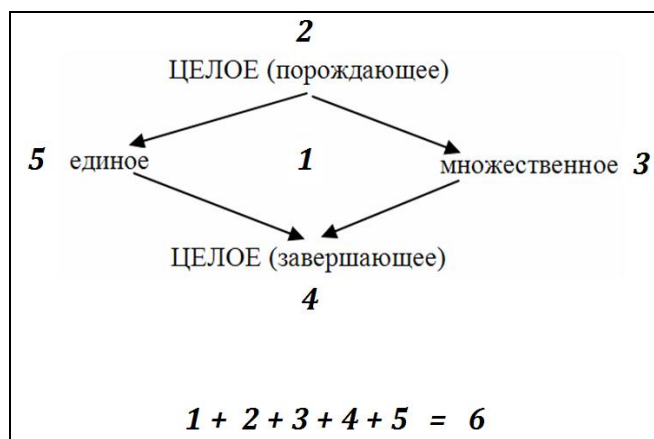 2
ЦЕЛОЕ (порождающее)
5 единое 1 множественное 3
ЦЕЛОЕ (завершающее)
4
1 + 2 + 3 + 4 + 5 = 6